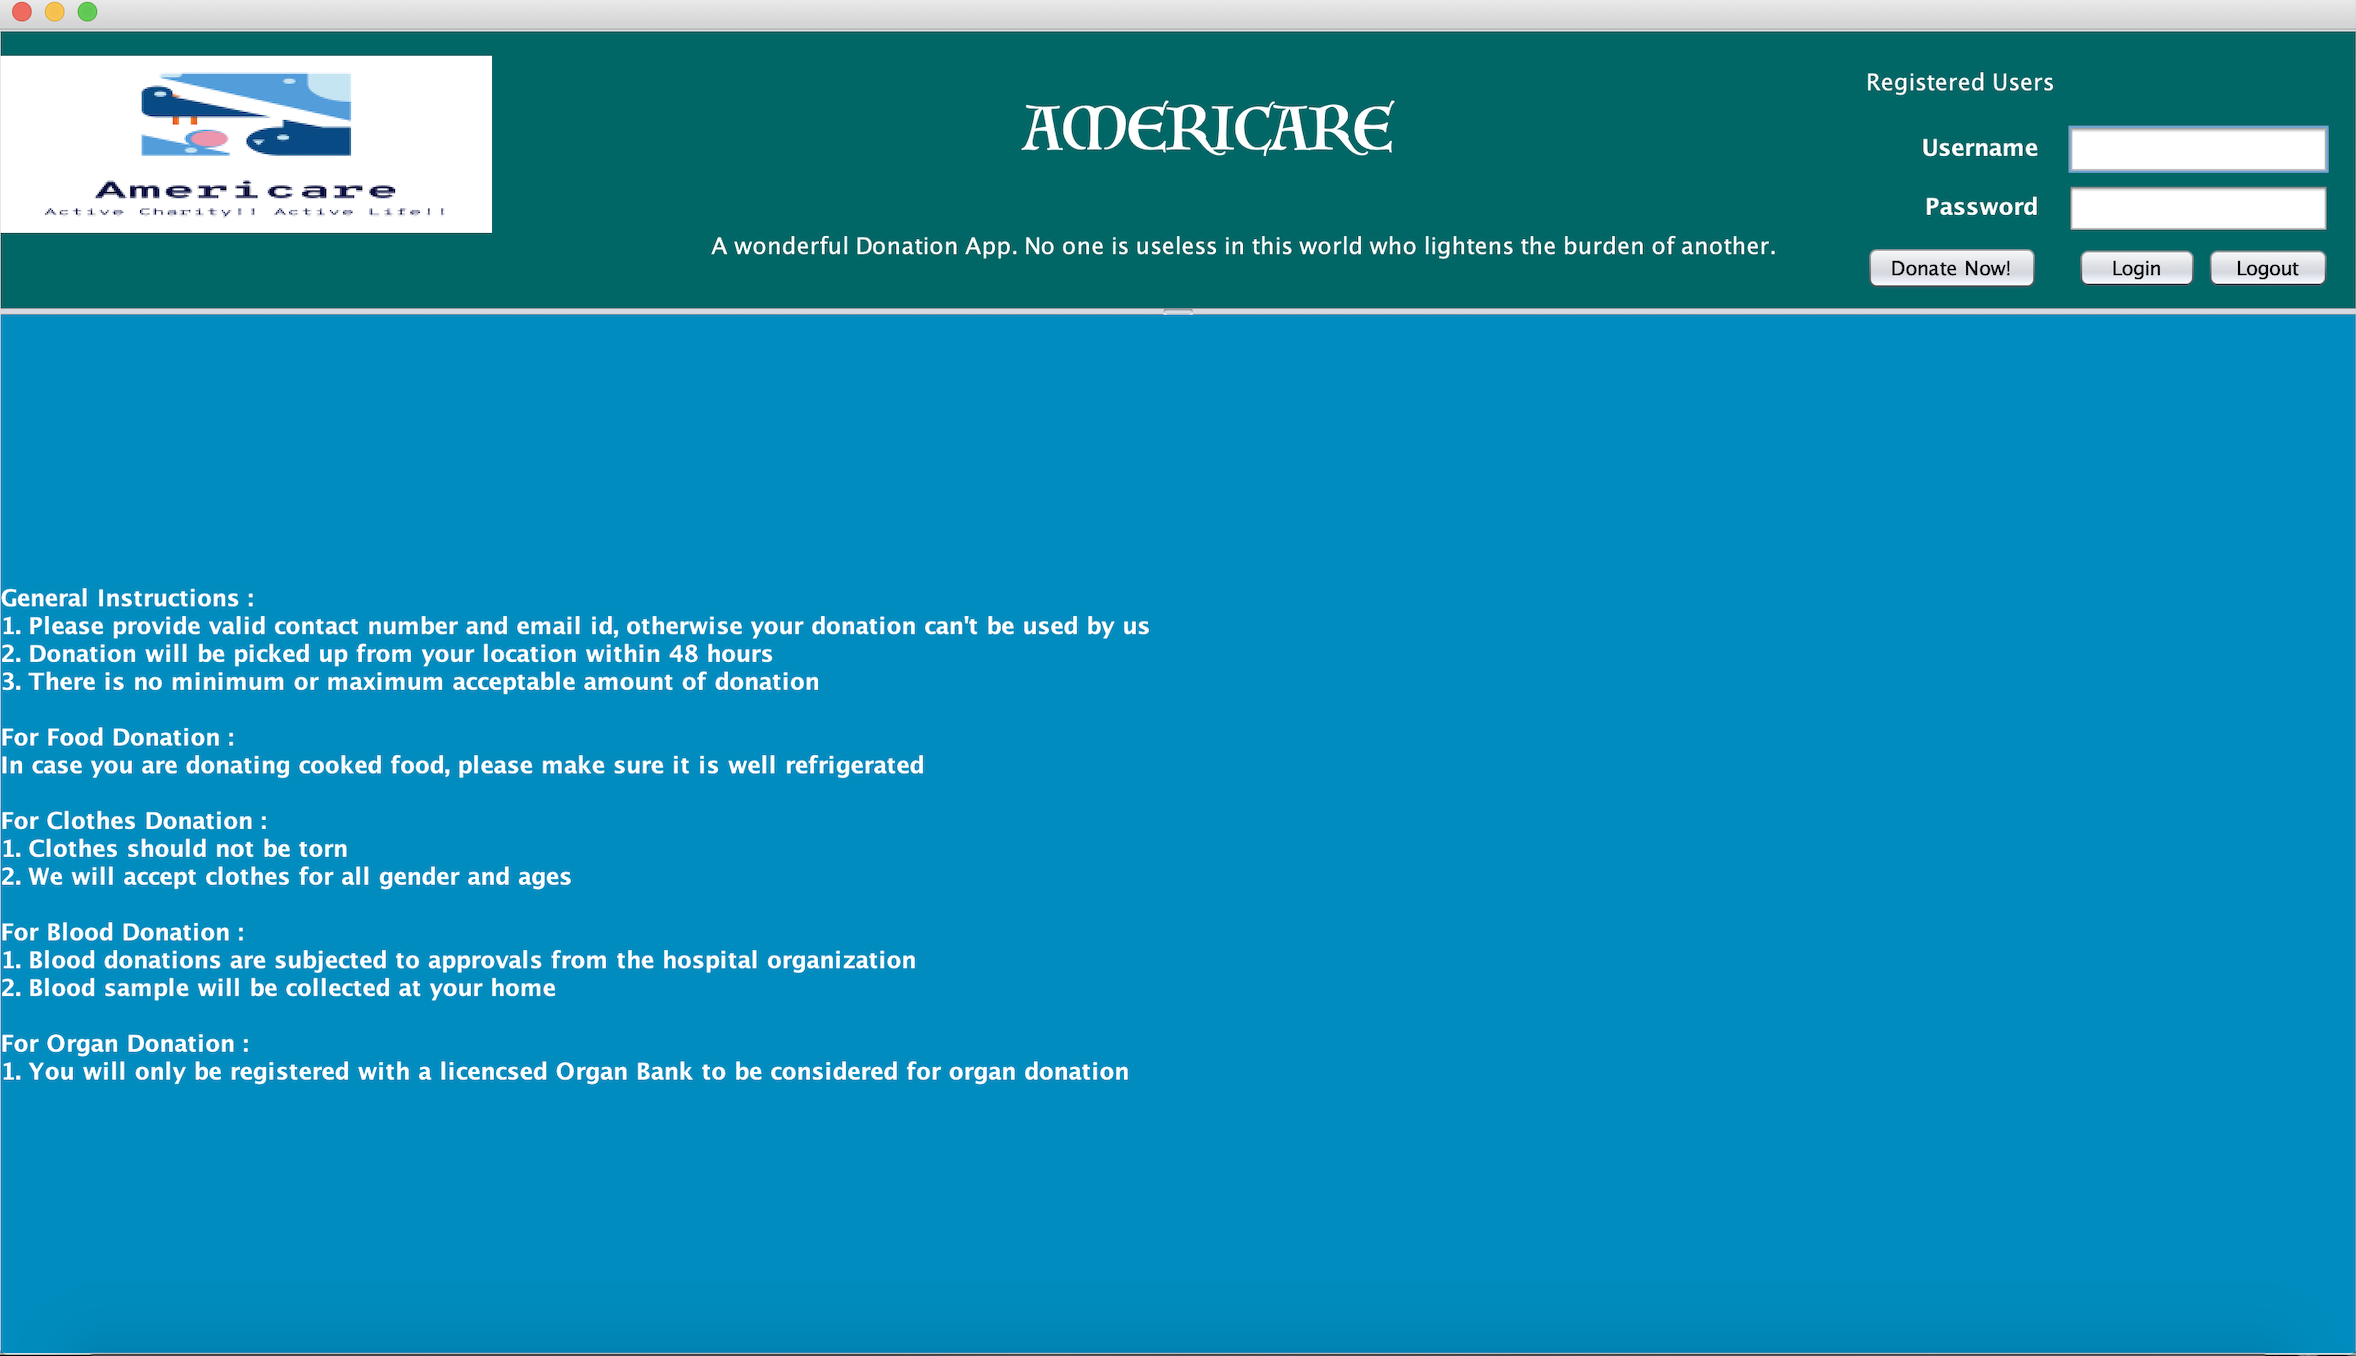 Americare
Active Charity!! Active Life!!
AMERICARE
A wonderful Donation App. No one is useless in this world who lightens the burden of another.
Registered Users
Username
Password
Donate Now!
Login
Logout
General Instructions :
1. Please provide valid contact number and email id, otherwise your donation can't be used by us
2. Donation will be picked up from your location within 48 hours
3. There is no minimum or maximum acceptable amount of donation
For Food Donation :
In case you are donating cooked food, please make sure it is well refrigerated
For Clothes Donation :
1. Clothes should not be torn
2. We will accept clothes for all gender and ages
For Blood Donation :
1. Blood donations are subjected to approvals from the hospital organization
2. Blood sample will be collected at your home
For Organ Donation :
1. You will only be registered with a licencsed Organ Bank to be considered for organ donation